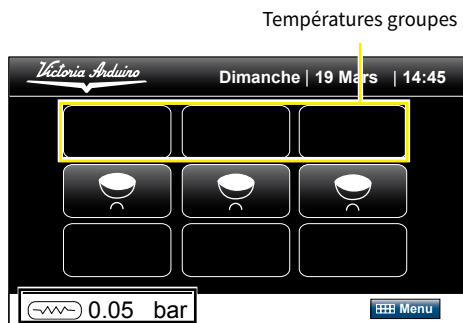 Températures groupes
Victoria Arduino
Dimanche | 19 Mars | 14:45
0.05 bar
Menu